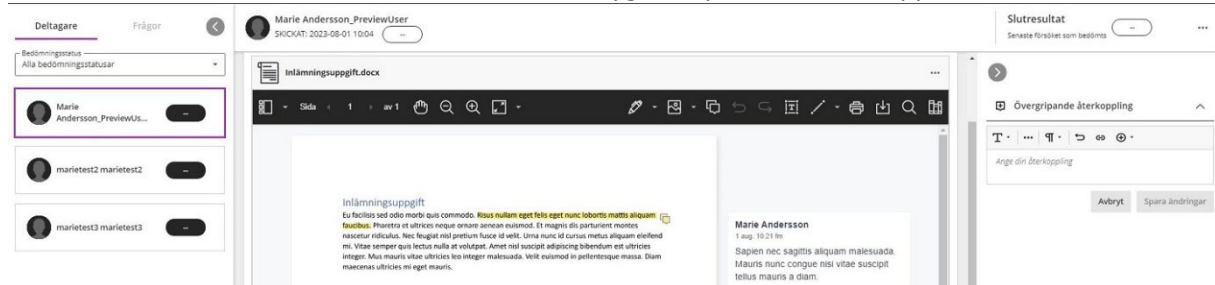 Deltagare
Frågor
Bedömningsstatus
Alla bedömningsstatusar
Marie
Andersson_PreviewUs...
--
marietest2 marietest2
--
marietest3 marietest3
--
Marie Andersson_PreviewUser
SKICKAT: 2023-08-01 10:04
--
Slutresultat
Senaste försöket som bedömts
--
Inlämningsuppgift.docx
Sida 1 av 1
Inlämningsuppgift
Eu facilisis sed odio morbi quis commodo. Risus nullam eget felis eget nunc lobortis mattis aliquam
faucibus. Pharetra et ultrices neque ornare aenean euismod. Et magnis dis parturient montes
nascetur ridiculus. Nec feugiat nisl pretium fusce id velit. Urna nunc id cursus metus aliquam eleifend
mi. Vitae semper quis lectus nulla at volutpat. Amet nisl suscipit adipiscing bibendum est ultricies
integer. Mus mauris vitae ultricies leo integer malesuada. Velit euismod in pellentesque massa. Diam
maecenas ultricies mi eget mauris.
Marie Andersson
1 aug. 10:21 fm
Sapien nec sagittis aliquam malesuada.
Mauris nunc congue nisi vitae suscipit
tellus mauris a diam.
Övergripande återkoppling
Ange din återkoppling
Avbryt
Spara ändringar